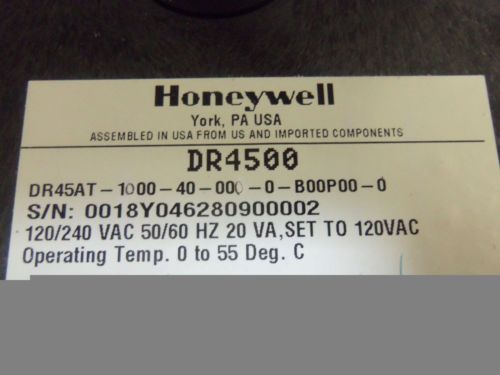 Honeywell
York, PA USA
ASSEMBLED IN USA FROM US AND IMPORTED COMPONENTS
DR4500
DR45AT-1000-40-000-0-B00P00-0
S/N: 0018Y046280900002
120/240 VAC 50/60 HZ 20 VA,SET TO 120VAC
Operating Temp. 0 to 55 Deg. C